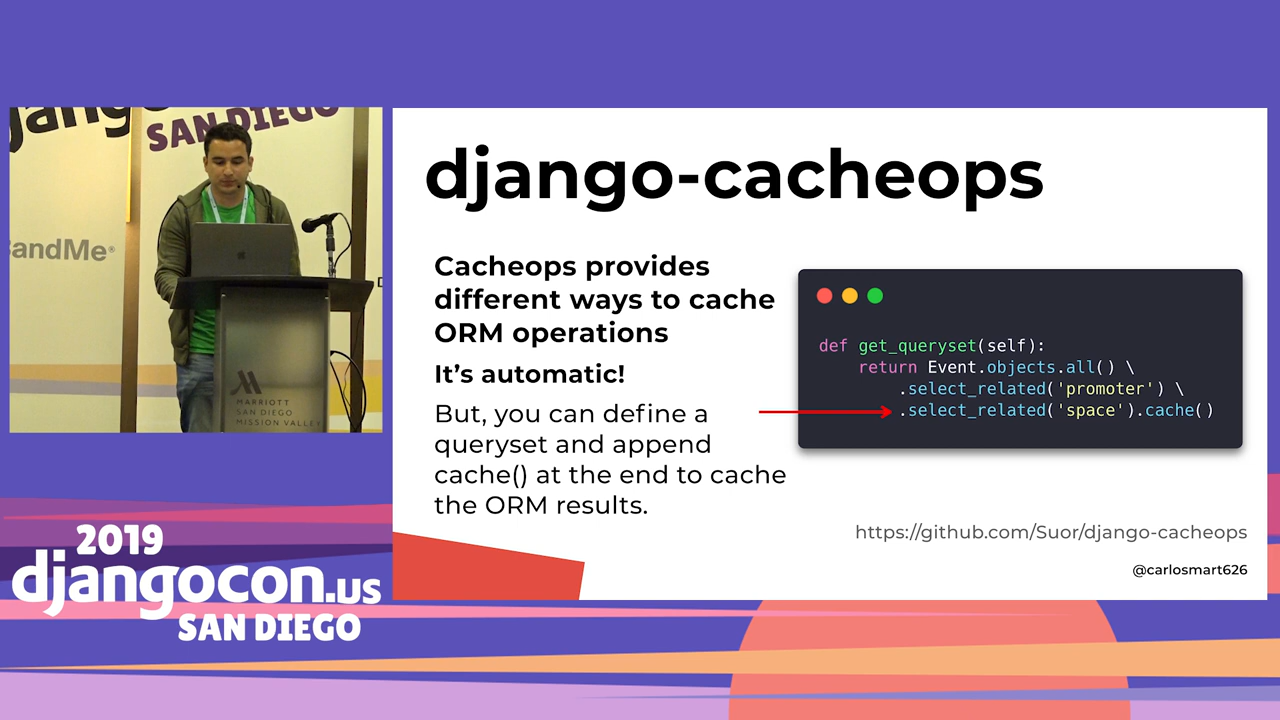 django-cacheops
Cacheops provides
different ways to cache
ORM operations
It's automatic!
But, you can define a
queryset and append
cache() at the end to cache
the ORM results.
def get_queryset(self):
return Event.objects.all() \
.select_related('promoter') \
.select_related('space').cache()
https://github.com/Suor/django-cacheops
@carlosmart626
SAN DIEGO
andMe®
MARRIOTT
SAN DIEGO
MISSION VALLEY
2019
djangocon.us
SAN DIEGO